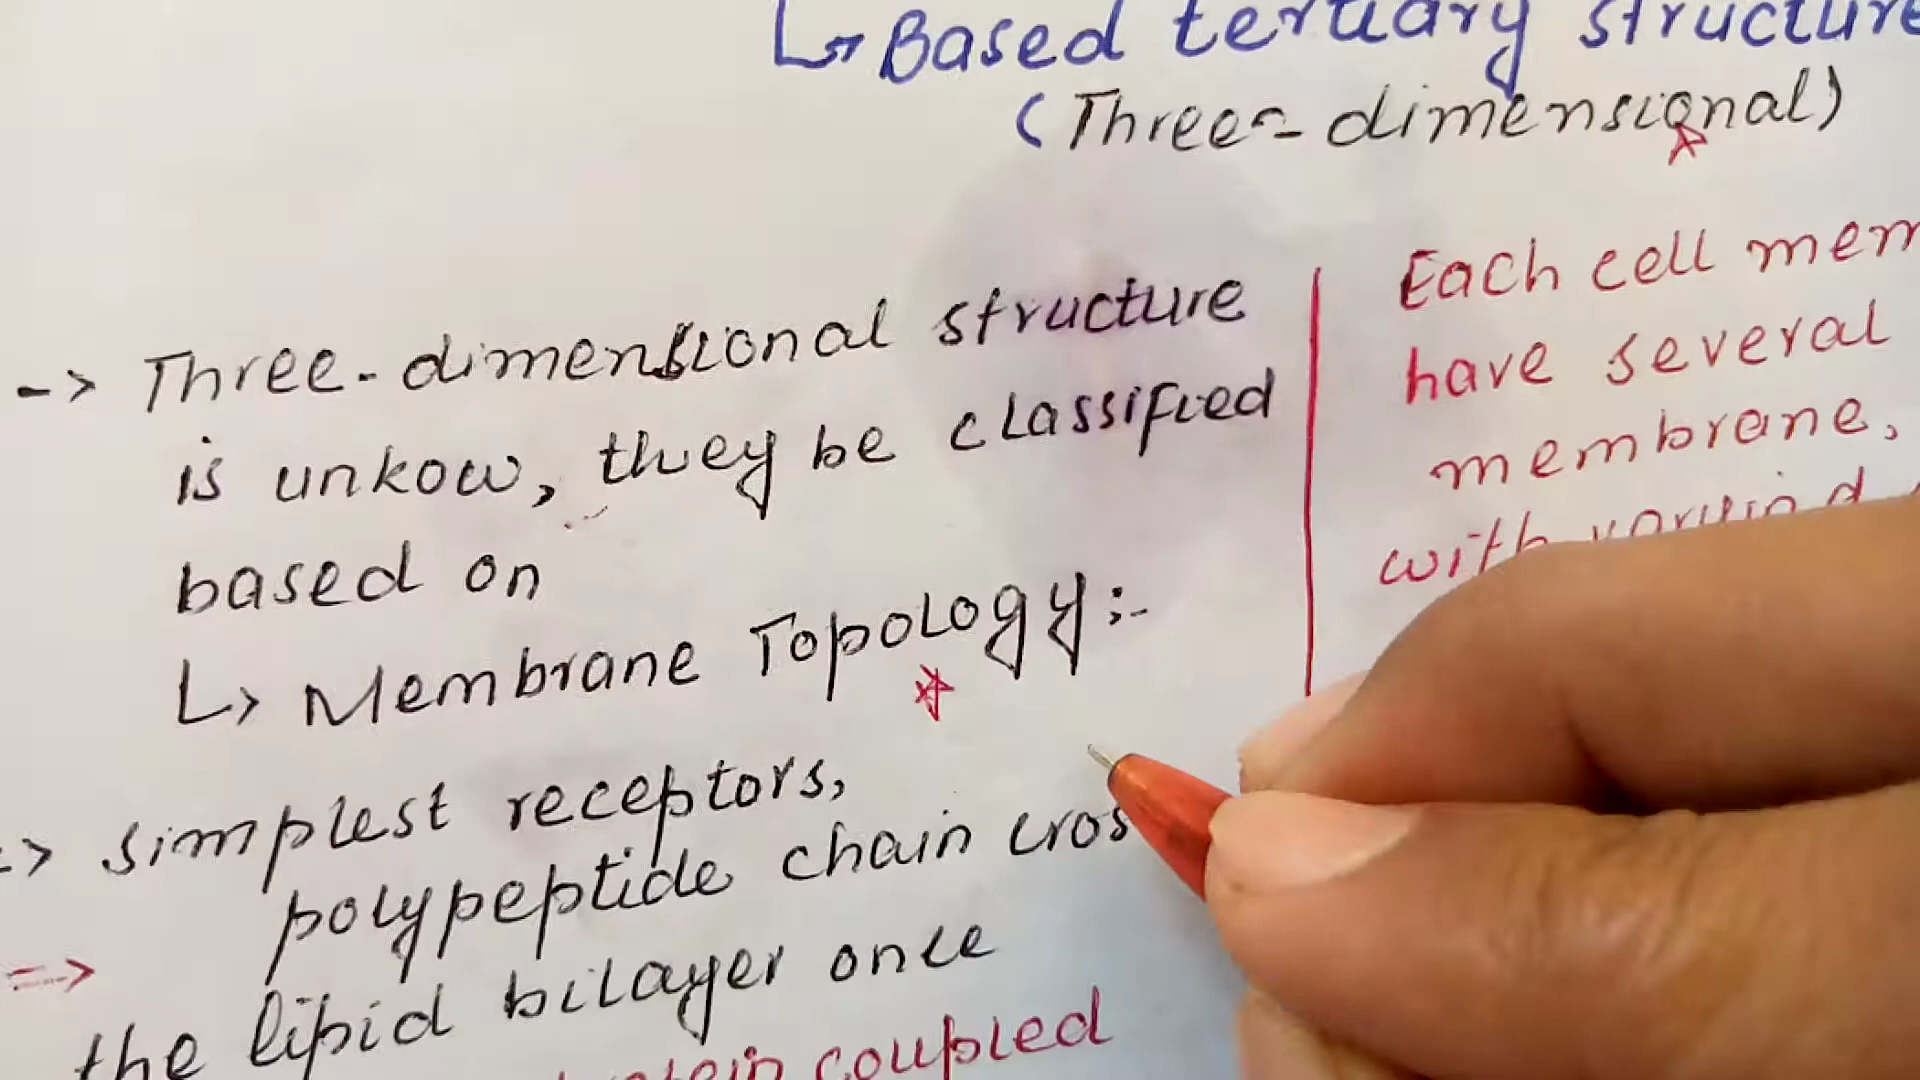 ↳ Based tertiary structure
(Three - dimensional)
-> Three-dimensional structure
is unkow, they be classified
based on
↳ Membrane Topology :-
-> simplest receptors,
polypeptide chain cros
=> the lipid bilayer once
coupled
Each cell mem
have several
membrane,
with